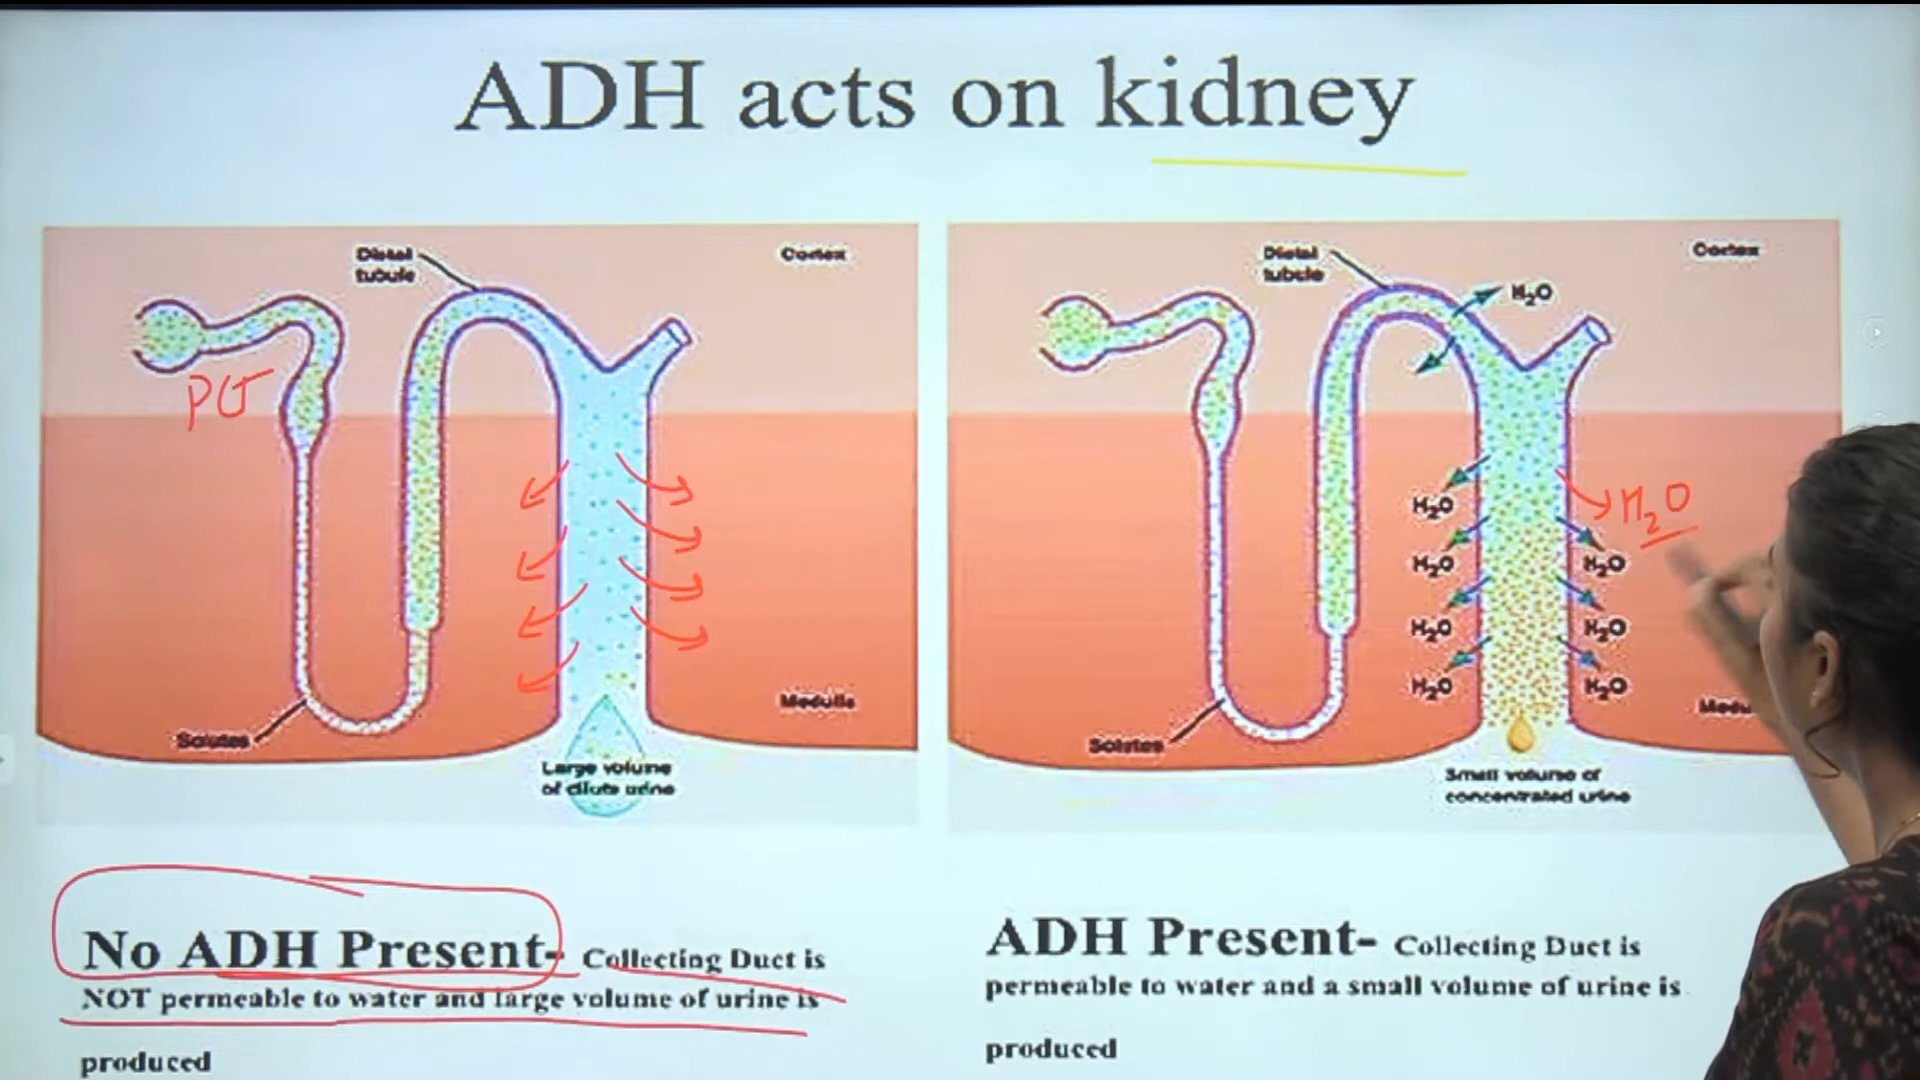 ADH acts on kidney
Distal
tubule
Cortex
PCT
Solutes
Medulla
Large volume
of dilute urine
Distal
tubule
Cortex
H₂O
H₂O
H₂O
H₂O
H₂O
H₂O
H₂O
H₂O
H₂O
Solutes
Medu
Small volume of
concentrated urine
No ADH Present- Collecting Duct is
NOT permeable to water and large volume of urine is
produced
ADH Present- Collecting Duct is
permeable to water and a small volume of urine is
produced